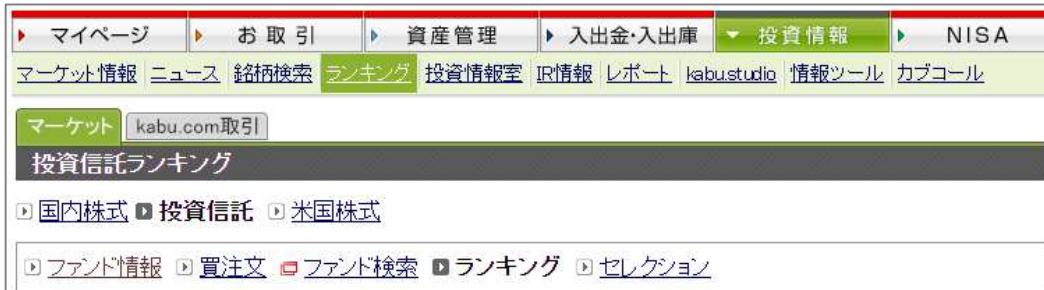 マイページ お取引 資産管理 入出金・入出庫 投資情報 NISA
マーケット情報 ニュース 銘柄検索 ランキング 投資情報室 IR情報 レポート kabu.studio 情報ツール カブコール
マーケット kabu.com取引
投資信託ランキング
国内株式 投資信託 米国株式
ファンド情報 買注文 ファンド検索 ランキング セレクション